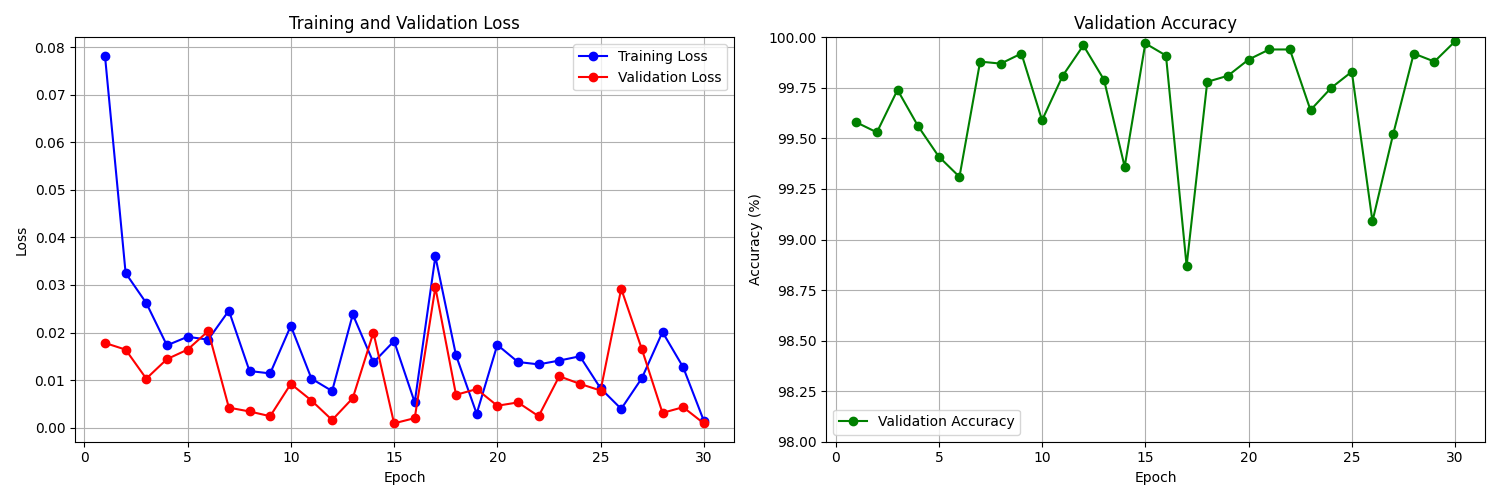 Training and Validation Loss
0.08
0.07
0.06
0.05
0.04
0.03
0.02
0.01
0.00
Loss
Training Loss
Validation Loss
0 5 10 15 20 25 30
Epoch
Validation Accuracy
100.00
99.75
99.50
99.25
99.00
98.75
98.50
98.25
98.00
Accuracy (%)
Validation Accuracy
0 5 10 15 20 25 30
Epoch